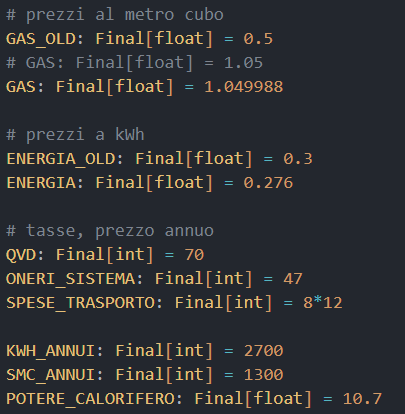 # prezzi al metro cubo
GAS_OLD: Final[float] = 0.5
# GAS: Final[float] = 1.05
GAS: Final[float] = 1.049988
# prezzi a kWh
ENERGIA_OLD: Final[float] = 0.3
ENERGIA: Final[float] = 0.276
# tasse, prezzo annuo
QVD: Final[int] = 70
ONERI_SISTEMA: Final[int] = 47
SPESE_TRASPORTO: Final[int] = 8*12
KWH_ANNUI: Final[int] = 2700
SMC_ANNUI: Final[int] = 1300
POTERE_CALORIFERO: Final[float] = 10.7